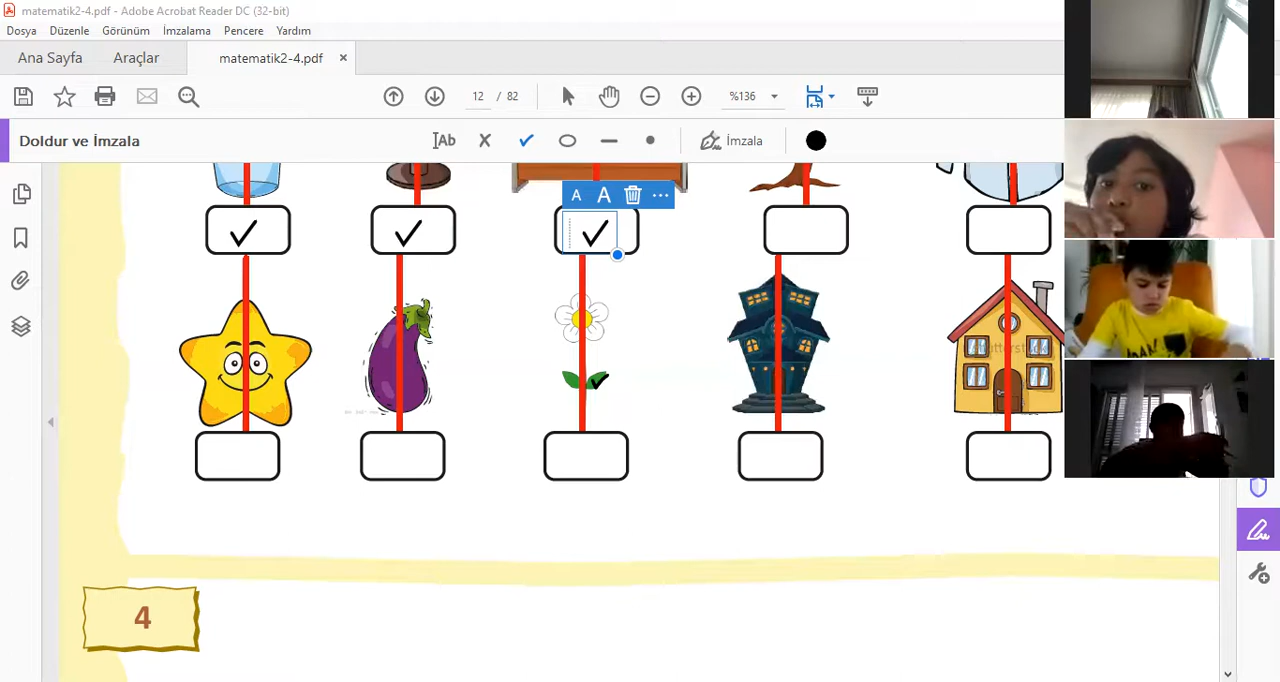 matematik2-4.pdf - Adobe Acrobat Reader DC (32-bit)
Dosya Düzenle Görünüm İmzalama Pencere Yardım
Ana Sayfa Araçlar matematik2-4.pdf ×
12 / 82 %136
Doldur ve İmzala Ab İmzala
A A
4